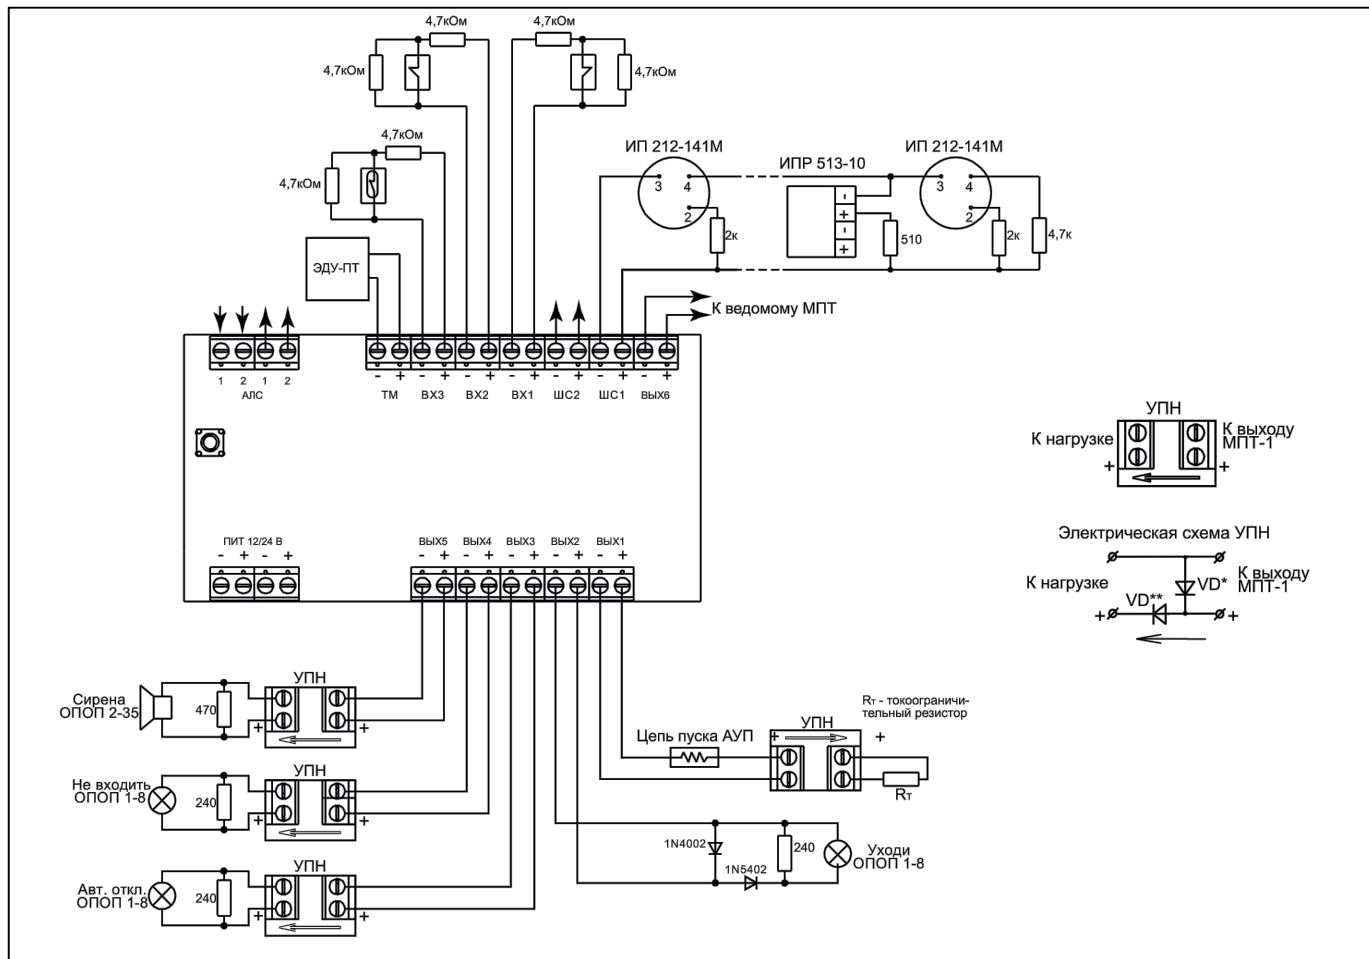 4,7кОм
4,7кОм
4,7кОм
4,7кОм
4,7кОм
4,7кОм
ИП 212-141М
ИПР 513-10
ИП 212-141М
3
4
2
2к
-
+
-
+
510
3
4
2
2к
4,7к
ЭДУ-ПТ
К ведомому МПТ
1 2 1 2
АЛС
- + - + - + - + - + - + - +
ТМ ВХ3 ВХ2 ВХ1 ШС2 ШС1 ВЫХ6
УПН
К нагрузке
К выходу
МПТ-1
+
+
Электрическая схема УПН
К нагрузке
К выходу
МПТ-1
VD*
VD**
+
+
ПИТ 12/24 В
- + - +
ВЫХ5 ВЫХ4 ВЫХ3 ВЫХ2 ВЫХ1
- + - + - + - + - +
УПН
Сирена
ОПОП 2-35
470
+
+
УПН
Не входить
ОПОП 1-8
240
+
+
УПН
Авт. откл.
ОПОП 1-8
240
+
+
Rт - токоограничи-
тельный резистор
Цепь пуска АУП
УПН
+
+
Rт
1N4002
1N5402
240
Уходи
ОПОП 1-8